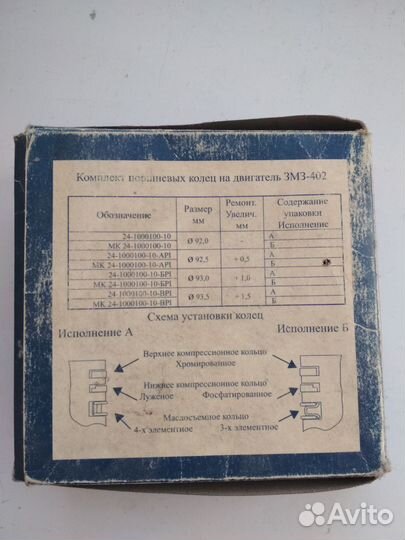 Комплект поршневых колец на двигатель ЗМЗ-402
Обозначение Размер мм Ремонт. Увелич. мм Содержание упаковки Исполнение
24-1000100-10 Ø 92,0 - А
МК 24-1000100-10 Б
24-1000100-10-АР1 Ø 92,5 + 0,5 А
МК 24-1000100-10-АР1 Б
24-1000100-10-БР1 Ø 93,0 + 1,0 А
МК 24-1000100-10-БР1 Б
24-1000100-10-ВР1 Ø 93,5 + 1,5 А
МК 24-1000100-10-ВР1 Б
Схема установки колец
Исполнение А Исполнение Б
Верхнее компрессионное кольцо
Хромированное
Нижнее компрессионное кольцо
Луженое Фосфатированное
Маслосъемное кольцо
4-х элементное 3-х элементное
Avito